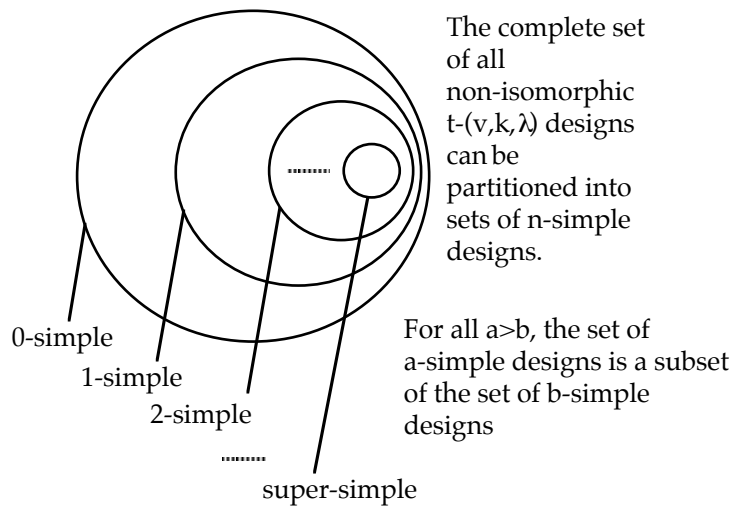 The complete set
of all
non-isomorphic
t-(v,k,λ) designs
can be
partitioned into
sets of n-simple
designs.
For all a>b, the set of
a-simple designs is a subset
of the set of b-simple
designs
0-simple
1-simple
2-simple
super-simple